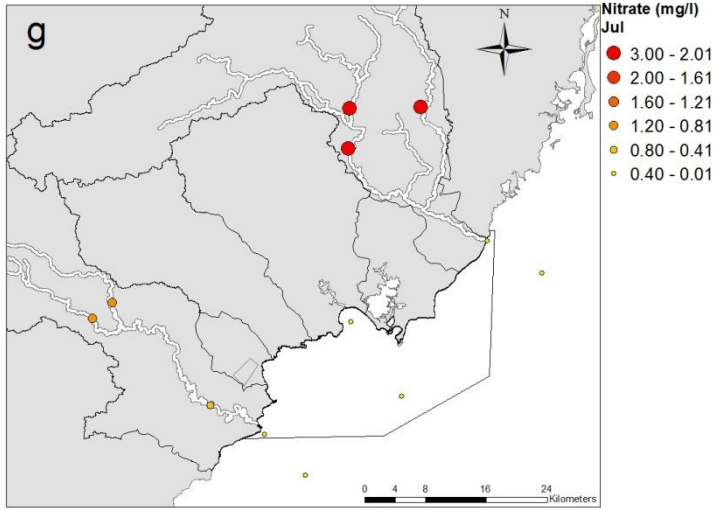 g
N
Nitrate (mg/l)
Jul
3.00 - 2.01
2.00 - 1.61
1.60 - 1.21
1.20 - 0.81
0.80 - 0.41
0.40 - 0.01
0 4 8 16 24
Kilometers